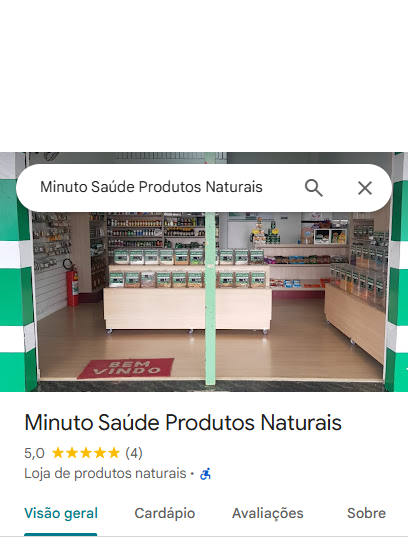 Minuto Saúde Produtos Naturais
BEM
VINDO
Minuto Saúde Produtos Naturais
5,0 (4)
Loja de produtos naturais ·
Visão geral Cardápio Avaliações Sobre